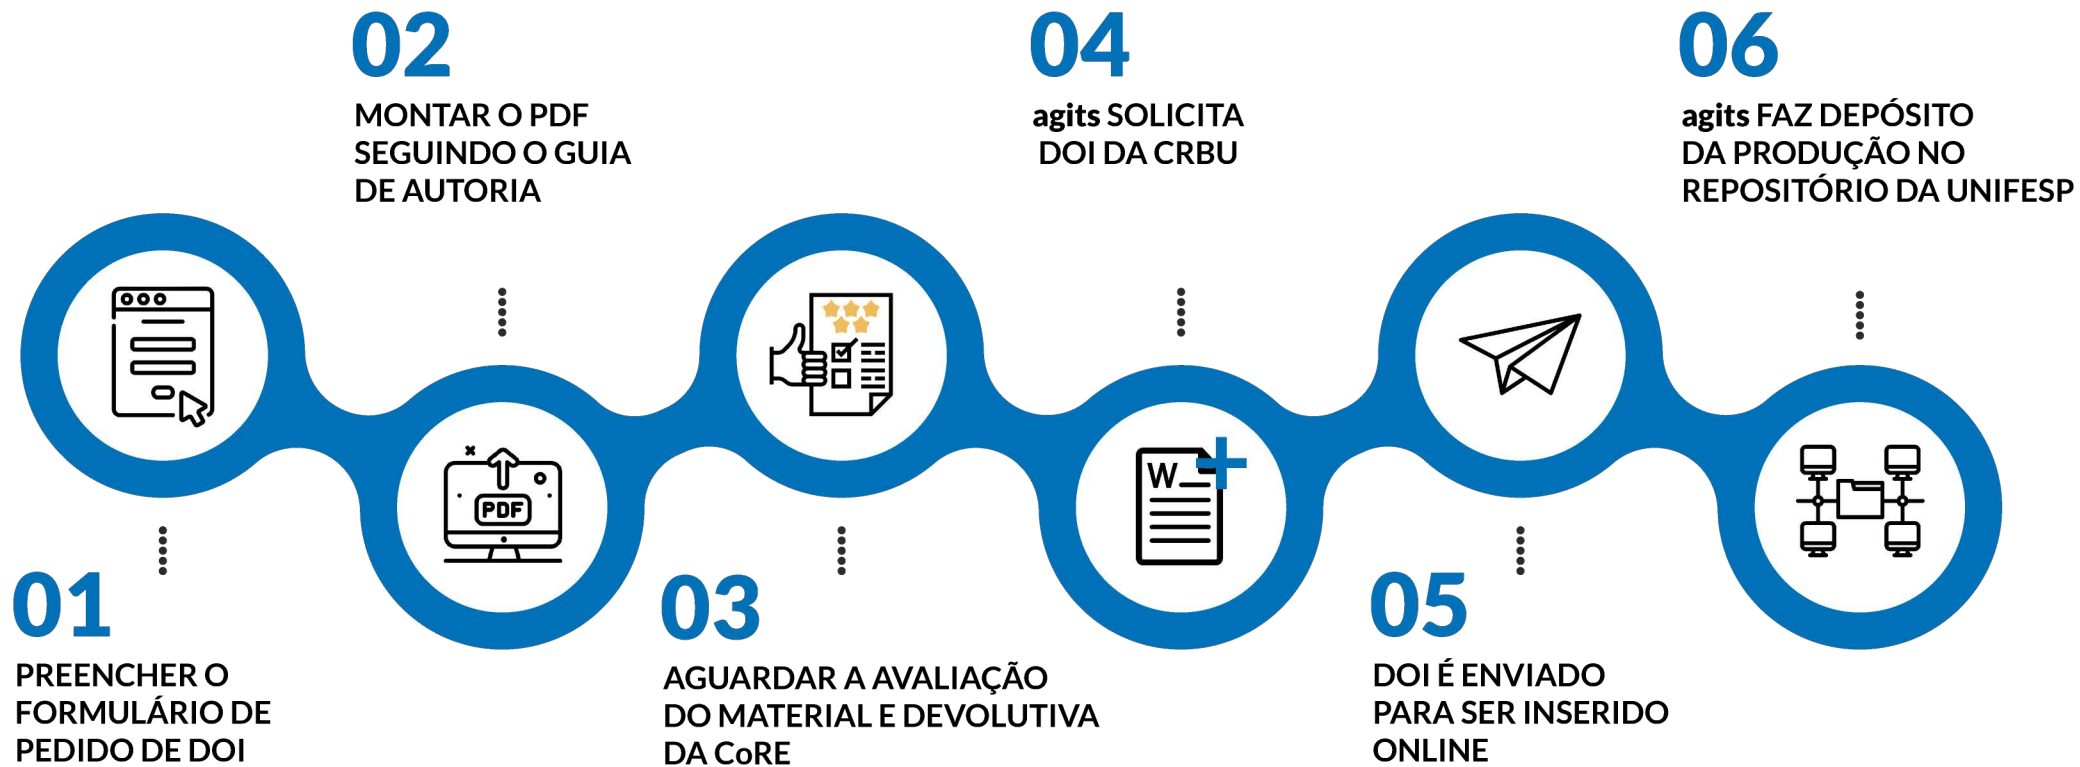 01
PREENCHER O
FORMULÁRIO DE
PEDIDO DE DOI
02
MONTAR O PDF
SEGUINDO O GUIA
DE AUTORIA
PDF
03
AGUARDAR A AVALIAÇÃO
DO MATERIAL E DEVOLUTIVA
DA CoRE
04
agits SOLICITA
DOI DA CRBU
W
05
DOI É ENVIADO
PARA SER INSERIDO
ONLINE
06
agits FAZ DEPÓSITO
DA PRODUÇÃO NO
REPOSITÓRIO DA UNIFESP